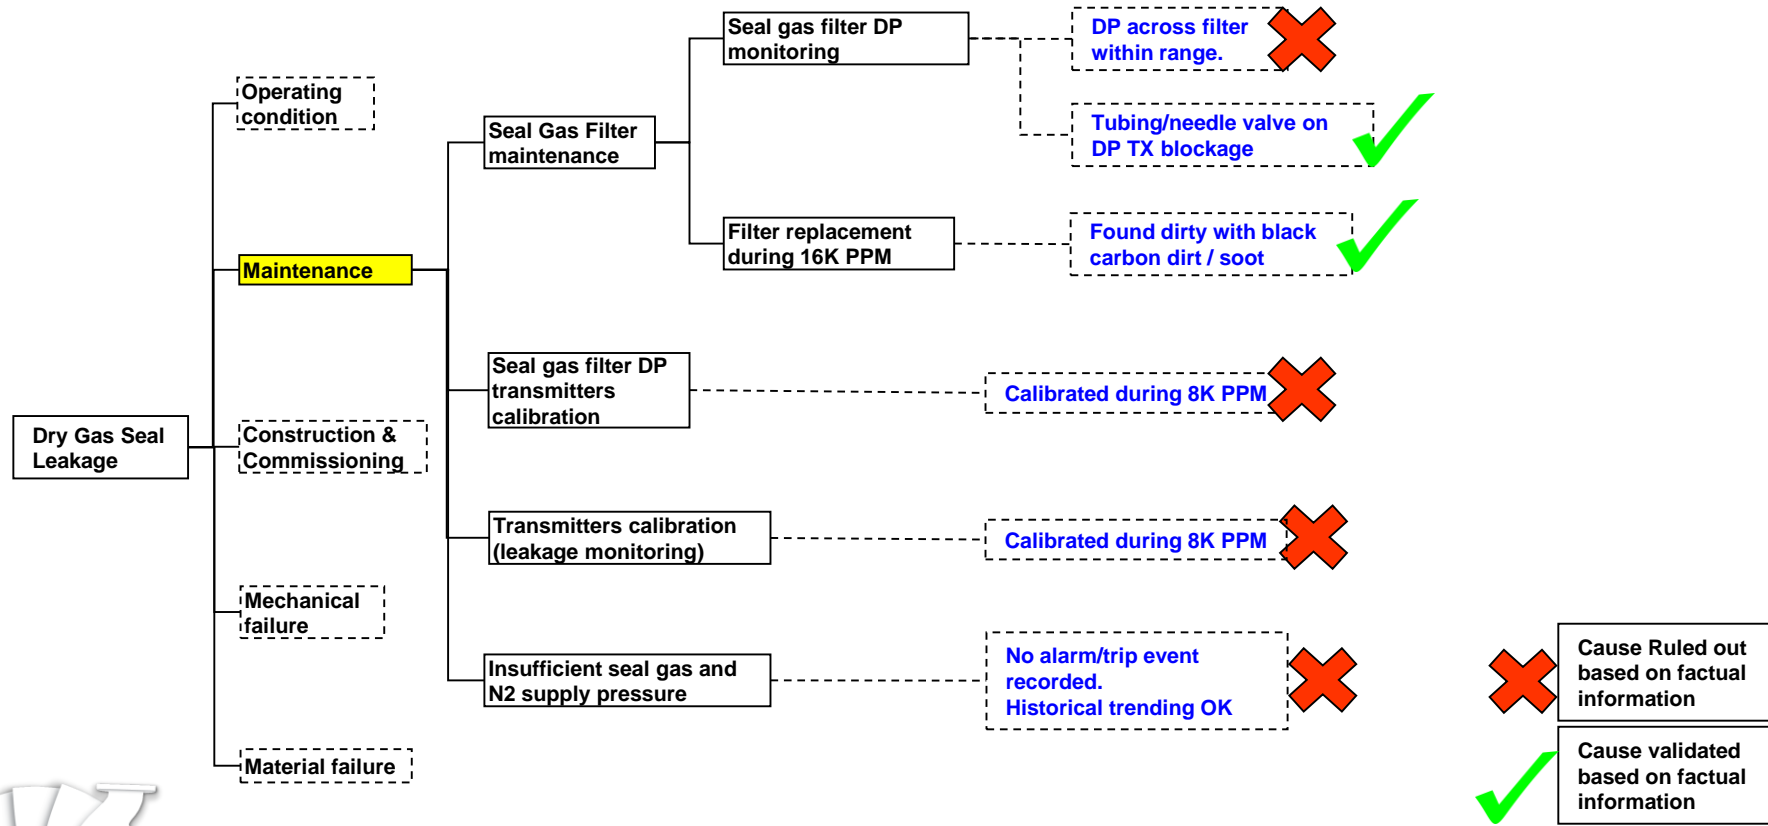 Seal gas filter DP
monitoring
DP across filter
within range.
Operating
condition
Tubing/needle valve on
DP TX blockage
Seal Gas Filter
maintenance
Filter replacement
during 16K PPM
Found dirty with black
carbon dirt / soot
Maintenance
Seal gas filter DP
transmitters
calibration
Calibrated during 8K PPM
Dry Gas Seal
Leakage
Construction &
Commissioning
Transmitters calibration
(leakage monitoring)
Calibrated during 8K PPM
Mechanical
failure
Insufficient seal gas and
N2 supply pressure
No alarm/trip event
recorded.
Historical trending OK
Cause Ruled out
based on factual
information
Material failure
Cause validated
based on factual
information